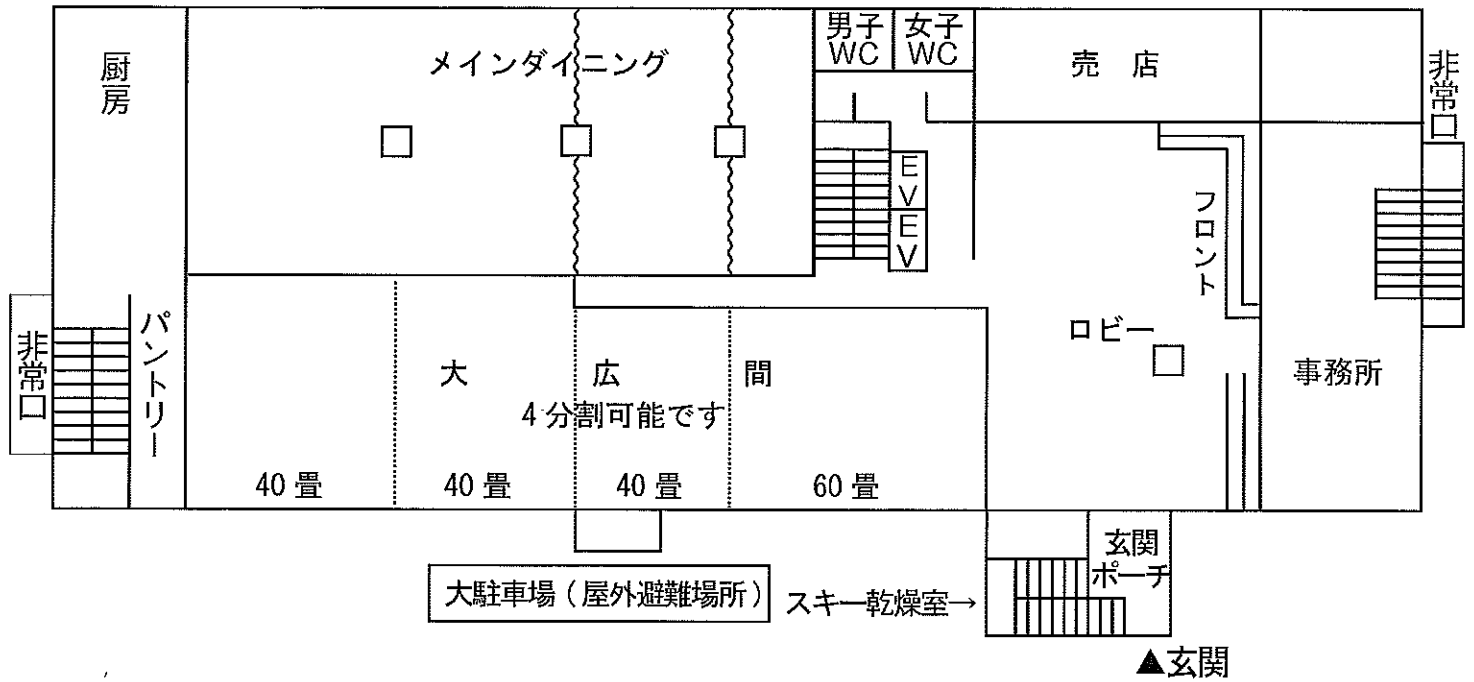 厨房
メインダイニング
男子
WC
女子
WC
売店
非常口
EV
EV
フロント
ロビー
事務所
非常口
パントリー
大広間
4分割可能です
40畳
40畳
40畳
60畳
玄関
ポーチ
大駐車場（屋外避難場所）
スキー乾燥室→
▲玄関